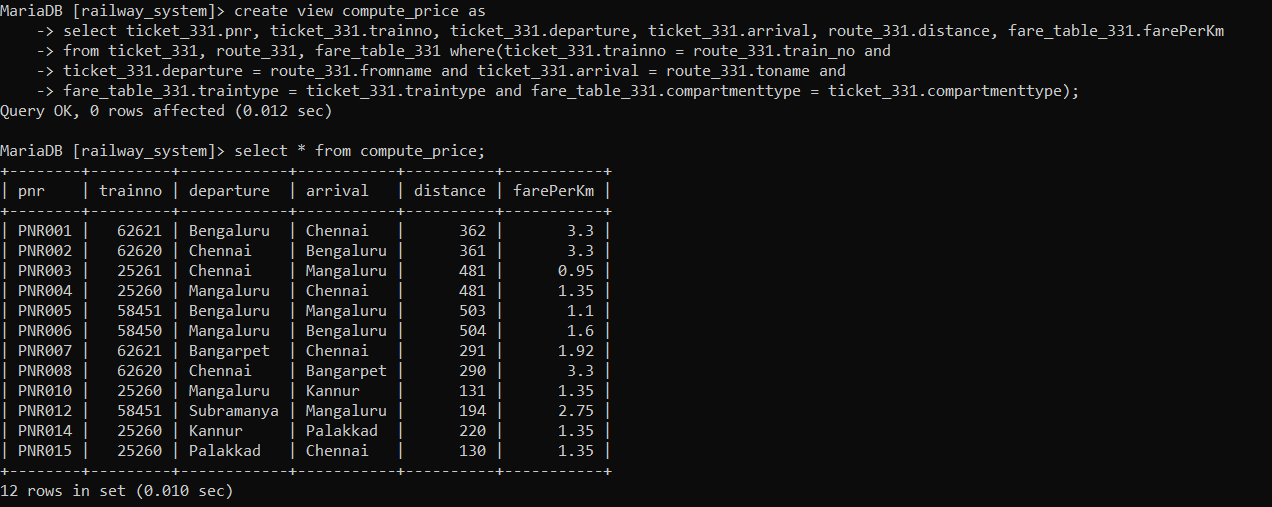 MariaDB [railway_system]> create view compute_price as
    -> select ticket_331.pnr, ticket_331.trainno, ticket_331.departure, ticket_331.arrival, route_331.distance, fare_table_331.farePerKm
    -> from ticket_331, route_331, fare_table_331 where(ticket_331.trainno = route_331.train_no and
    -> ticket_331.departure = route_331.fromname and ticket_331.arrival = route_331.toname and
    -> fare_table_331.traintype = ticket_331.traintype and fare_table_331.compartmenttype = ticket_331.compartmenttype);
Query OK, 0 rows affected (0.012 sec)

MariaDB [railway_system]> select * from compute_price;
+--------+---------+------------+-----------+----------+-----------+
| pnr    | trainno | departure  | arrival   | distance | farePerKm |
+--------+---------+------------+-----------+----------+-----------+
| PNR001 |   62621 | Bengaluru  | Chennai   |      362 |       3.3 |
| PNR002 |   62620 | Chennai    | Bengaluru |      361 |       3.3 |
| PNR003 |   25261 | Chennai    | Mangaluru |      481 |      0.95 |
| PNR004 |   25260 | Mangaluru  | Chennai   |      481 |      1.35 |
| PNR005 |   58451 | Bengaluru  | Mangaluru |      503 |       1.1 |
| PNR006 |   58450 | Mangaluru  | Bengaluru |      504 |       1.6 |
| PNR007 |   62621 | Bangarpet  | Chennai   |      291 |      1.92 |
| PNR008 |   62620 | Chennai    | Bangarpet |      290 |       3.3 |
| PNR010 |   25260 | Mangaluru  | Kannur    |      131 |      1.35 |
| PNR012 |   58451 | Subramanya | Mangaluru |      194 |      2.75 |
| PNR014 |   25260 | Kannur     | Palakkad  |      220 |      1.35 |
| PNR015 |   25260 | Palakkad   | Chennai   |      130 |      1.35 |
+--------+---------+------------+-----------+----------+-----------+
12 rows in set (0.010 sec)